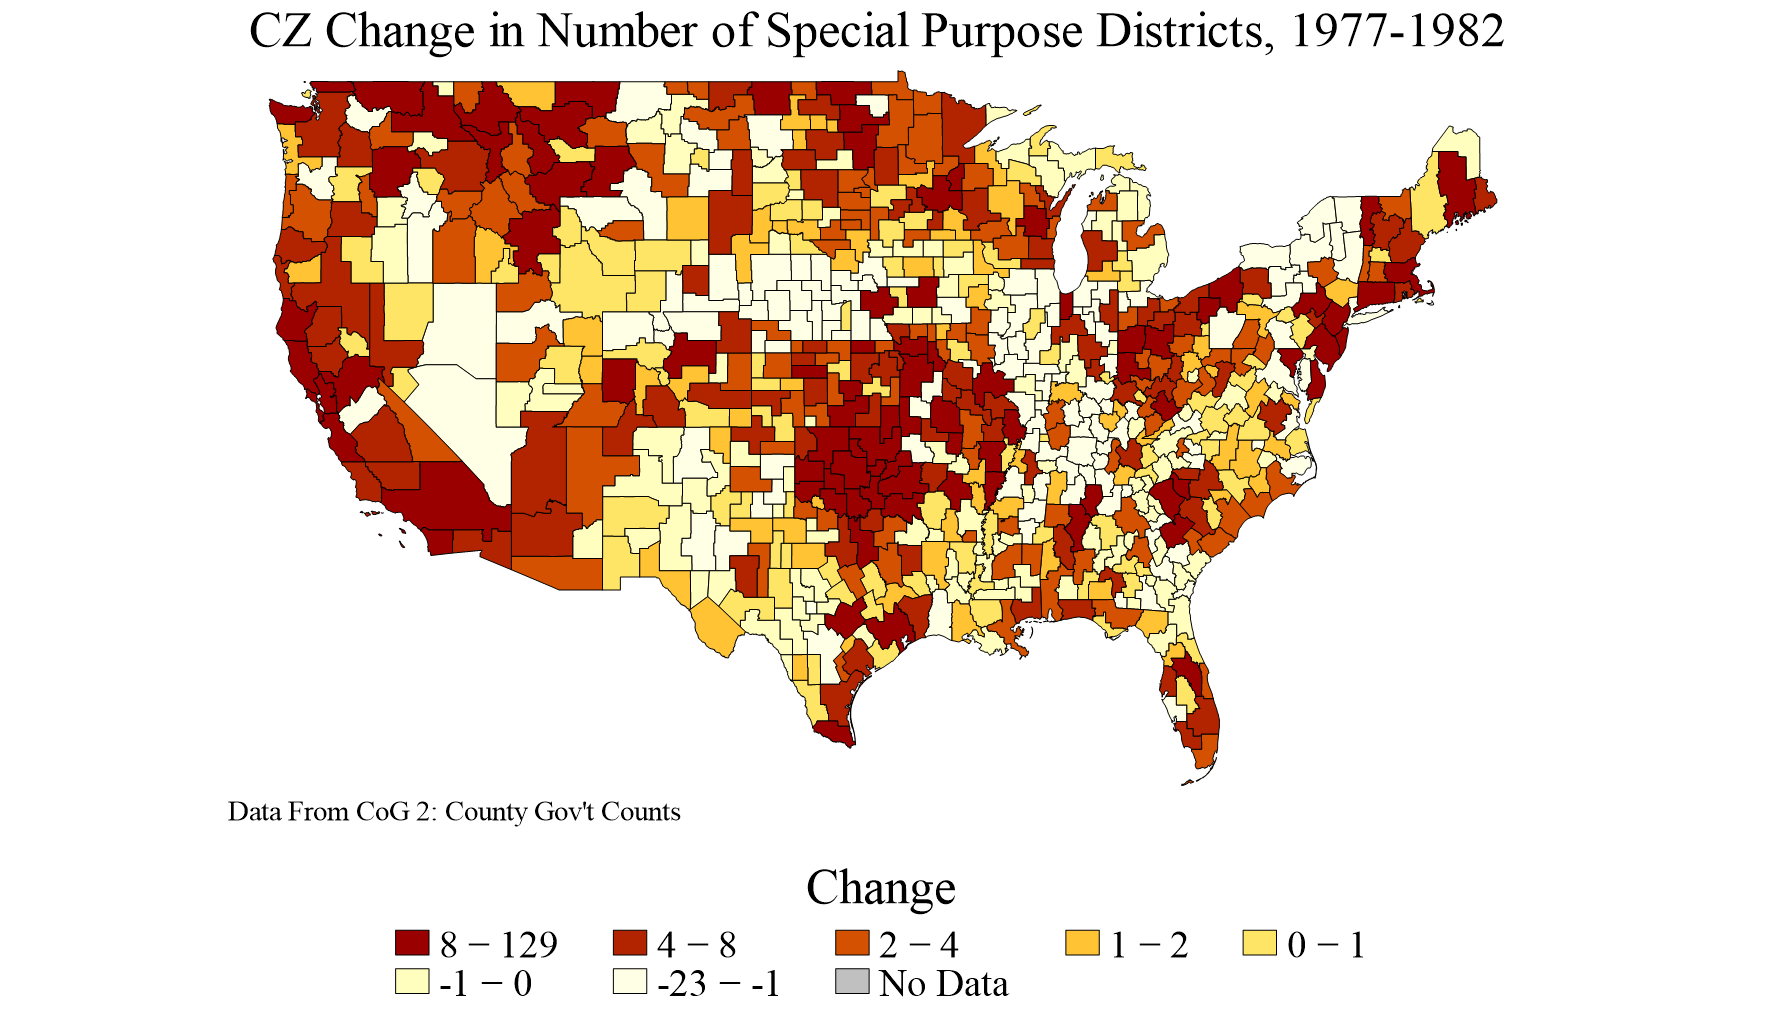 CZ Change in Number of Special Purpose Districts, 1977-1982
Data From CoG 2: County Gov't Counts
Change
8 − 129 4 − 8 2 − 4 1 − 2 0 − 1
-1 − 0 -23 − -1 No Data